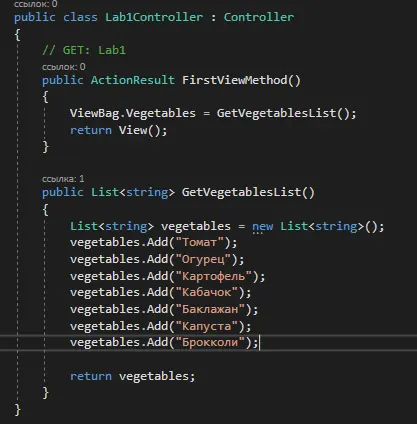 ссылок: 0
public class Lab1Controller : Controller
{
// GET: Lab1
ссылок: 0
public ActionResult FirstViewMethod()
{
ViewBag.Vegetables = GetVegetablesList();
return View();
}
ссылка: 1
public List<string> GetVegetablesList()
{
List<string> vegetables = new List<string>();
vegetables.Add("Томат");
vegetables.Add("Огурец");
vegetables.Add("Картофель");
vegetables.Add("Кабачок");
vegetables.Add("Баклажан");
vegetables.Add("Капуста");
vegetables.Add("Брокколи");
return vegetables;
}
}